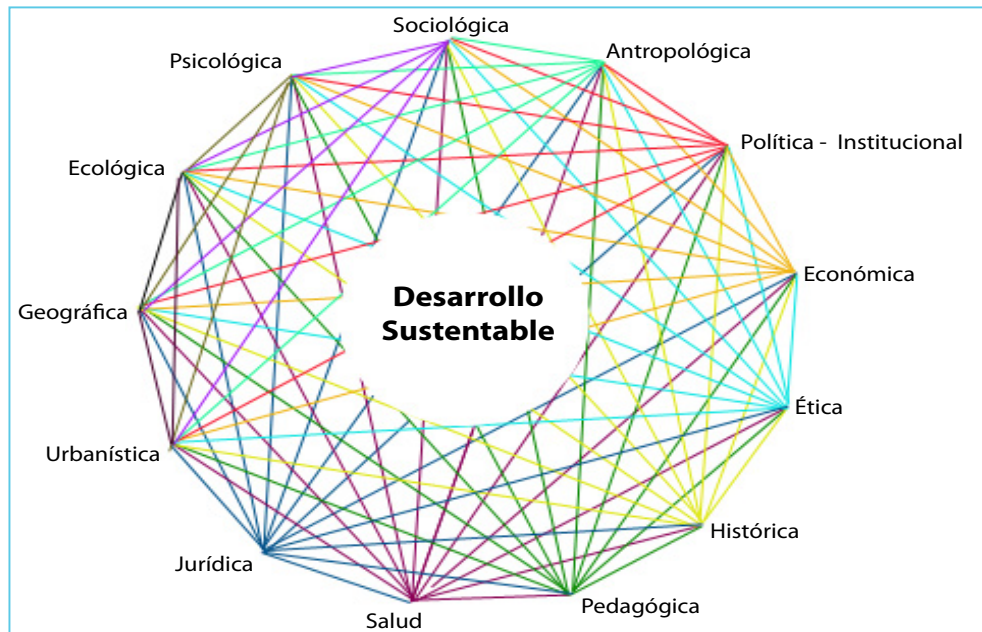 Sociológica
Antropológica
Psicológica
Política - Institucional
Ecológica
Económica
Geográfica
Desarrollo
Sustentable
Ética
Urbanística
Histórica
Jurídica
Pedagógica
Salud